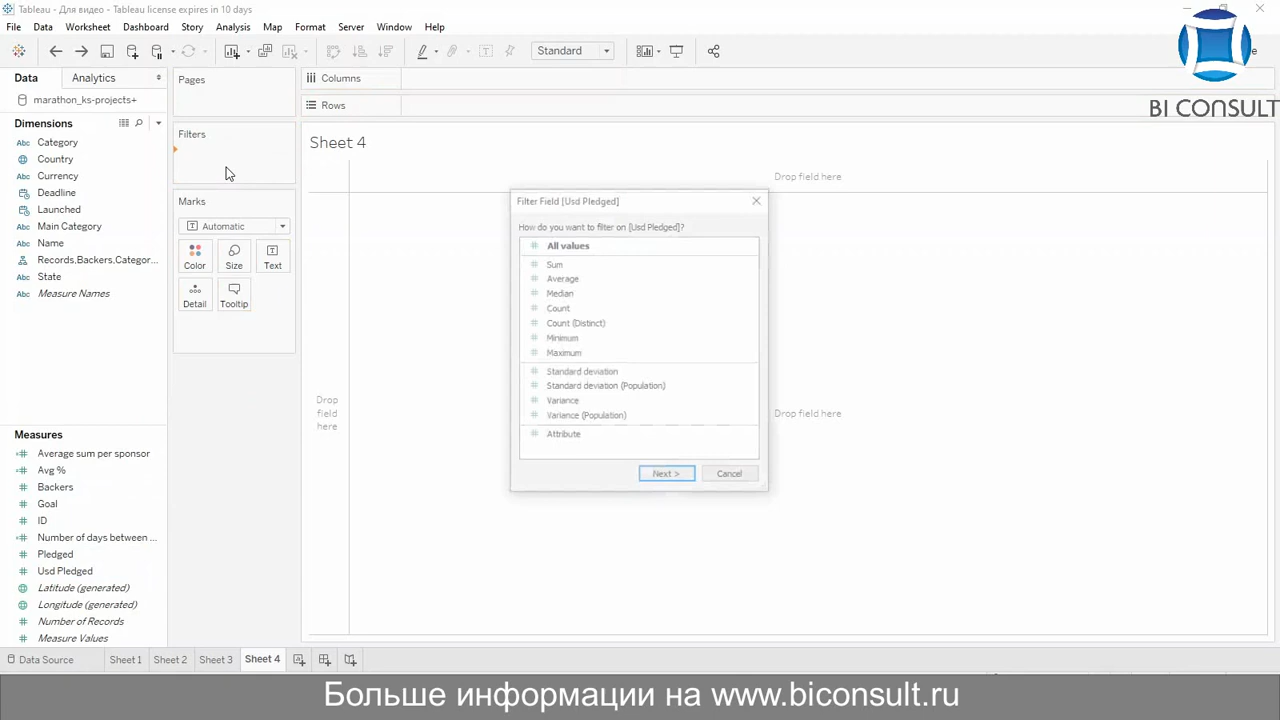 Tableau - Для видео - Tableau license expires in 10 days
File Data Worksheet Dashboard Story Analysis Map Format Server Window Help
Standard
BI CONSULT
Data Analytics
marathon_ks-projects+
Dimensions
Abc Category
Country
Abc Currency
Deadline
Launched
Abc Main Category
Abc Name
Records,Backers,Categor...
Abc State
Abc Measure Names
Measures
Average sum per sponsor
Avg %
Backers
Goal
ID
Number of days between ...
Pledged
Usd Pledged
Latitude (generated)
Longitude (generated)
Number of Records
Measure Values
Pages
Filters
Marks
Automatic
Color Size Text
Detail Tooltip
Columns
Rows
Sheet 4
Drop field here
Drop
field
here
Drop field here
Filter Field [Usd Pledged]
How do you want to filter on [Usd Pledged]?
All values
Sum
Average
Median
Count
Count (Distinct)
Minimum
Maximum
Standard deviation
Standard deviation (Population)
Variance
Variance (Population)
Attribute
Next > Cancel
Data Source Sheet 1 Sheet 2 Sheet 3 Sheet 4
Больше информации на www.biconsult.ru